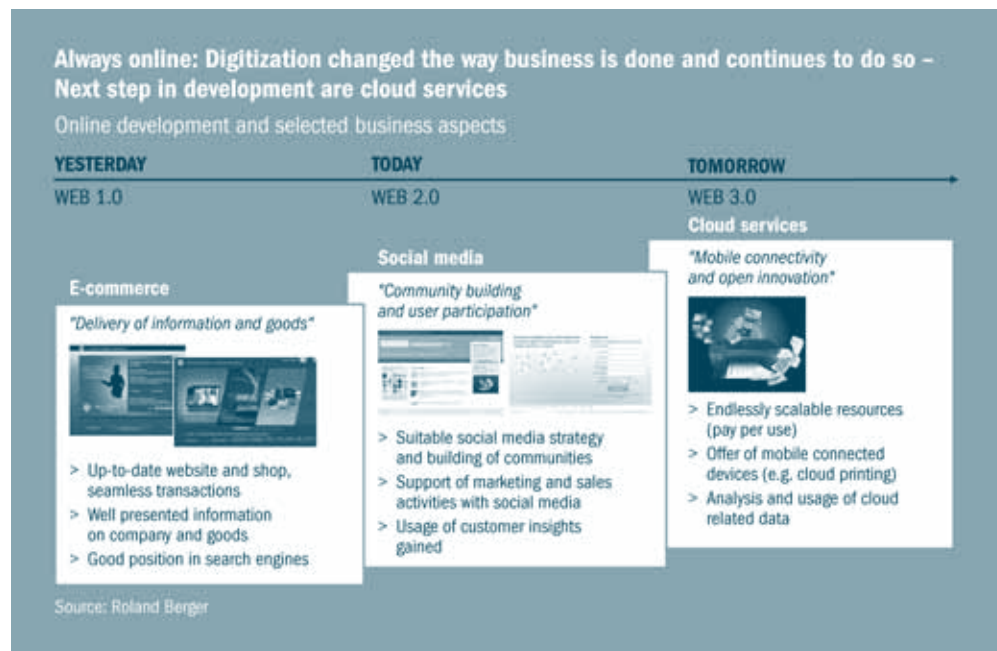 Always online: Digitization changed the way business is done and continues to do so –
Next step in development are cloud services
Online development and selected business aspects
YESTERDAY
TODAY
TOMORROW
WEB 1.0
WEB 2.0
WEB 3.0
E-commerce
"Delivery of information and goods"
> Up-to-date website and shop,
seamless transactions
> Well presented information
on company and goods
> Good position in search engines
Social media
"Community building
and user participation"
> Suitable social media strategy
and building of communities
> Support of marketing and sales
activities with social media
> Usage of customer insights
gained
Cloud services
"Mobile connectivity
and open innovation"
> Endlessly scalable resources
(pay per use)
> Offer of mobile connected
devices (e.g. cloud printing)
> Analysis and usage of cloud
related data
Source: Roland Berger